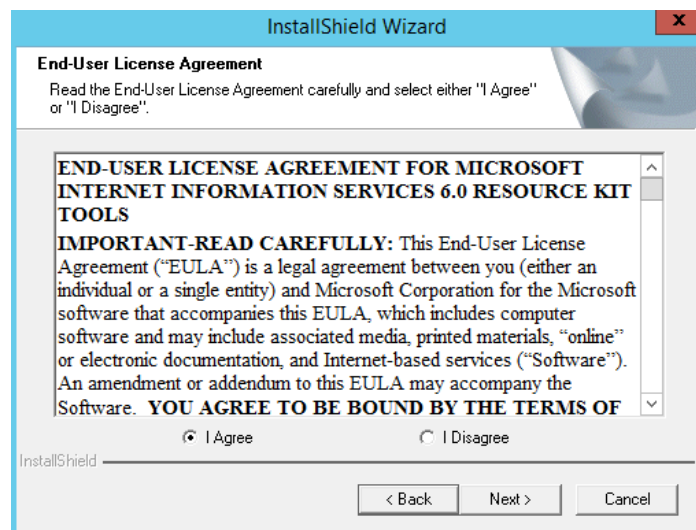 InstallShield Wizard
x
End-User License Agreement
Read the End-User License Agreement carefully and select either "I Agree"
or "I Disagree".
END-USER LICENSE AGREEMENT FOR MICROSOFT
INTERNET INFORMATION SERVICES 6.0 RESOURCE KIT
TOOLS
IMPORTANT-READ CAREFULLY: This End-User License
Agreement (“EULA”) is a legal agreement between you (either an
individual or a single entity) and Microsoft Corporation for the Microsoft
software that accompanies this EULA, which includes computer
software and may include associated media, printed materials, “online”
or electronic documentation, and Internet-based services (“Software”).
An amendment or addendum to this EULA may accompany the
Software. YOU AGREE TO BE BOUND BY THE TERMS OF
I Agree I Disagree
InstallShield
< Back Next > Cancel